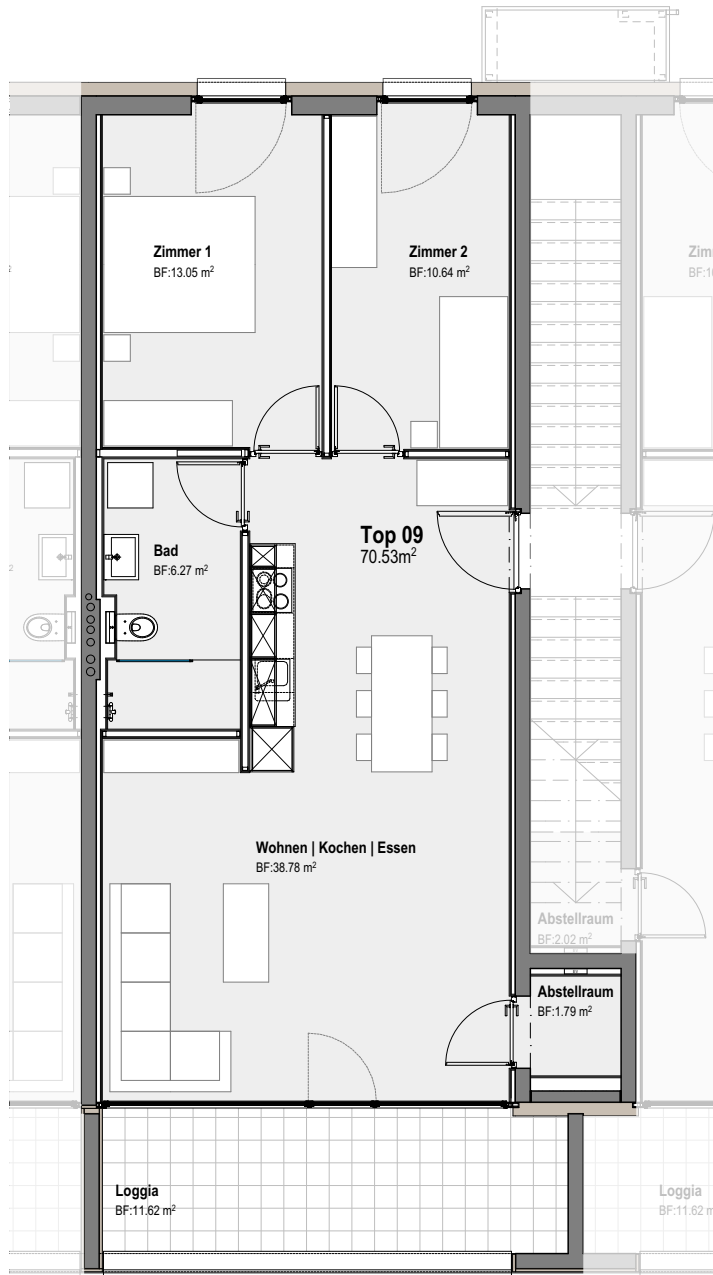 Zimmer 1
BF:13.05 m²
Zimmer 2
BF:10.64 m²
Top 09
70.53m²
Bad
BF:6.27 m²
Wohnen | Kochen | Essen
BF:38.78 m²
Abstellraum
BF:2.02 m²
Abstellraum
BF:1.79 m²
Loggia
BF:11.62 m²
Loggia
BF:11.62 m